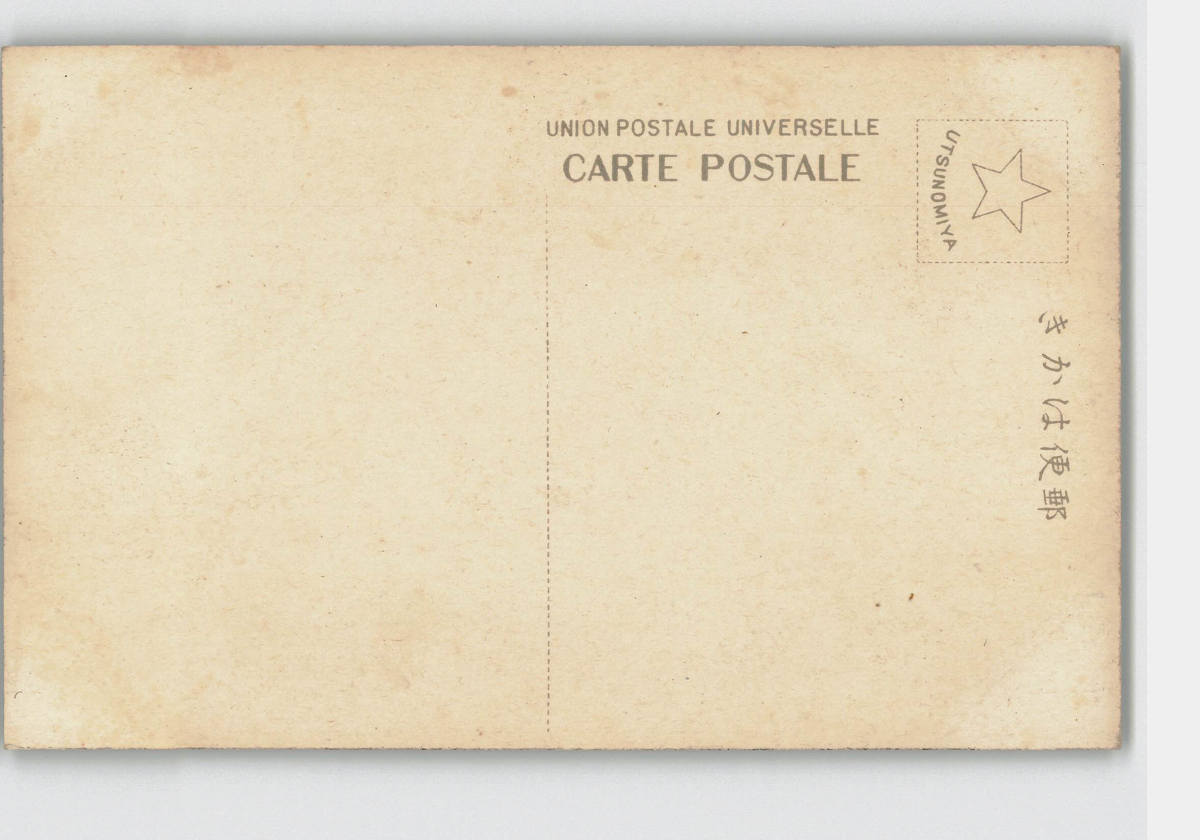 UNION POSTALE UNIVERSELLE
CARTE POSTALE
UTSUNOMIYA
郵便はかき